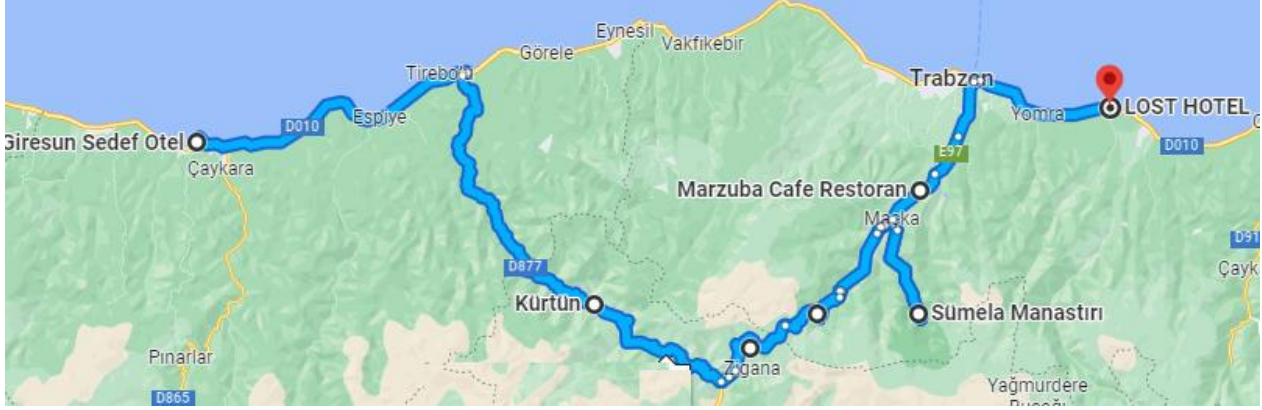 Eynesil
Görele
Vakfıkebir
Tirebolu
Trabzon
Espiye
D010
Yomra
LOST HOTEL
Giresun Sedef Otel
D010
E97
Çaykara
Marzuba Cafe Restoran
Maçka
D91
D877
Kürtün
Sümela Manastırı
Pınarlar
Zigana
Yağmurdere
D865